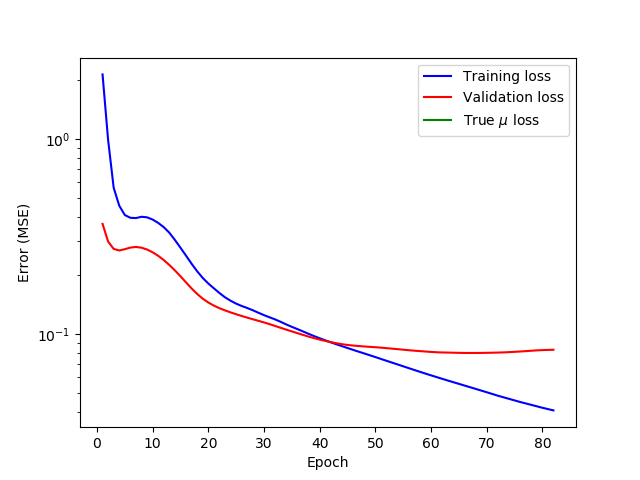 Training loss
Validation loss
True μ loss
10⁰
10⁻¹
Error (MSE)
0 10 20 30 40 50 60 70 80
Epoch